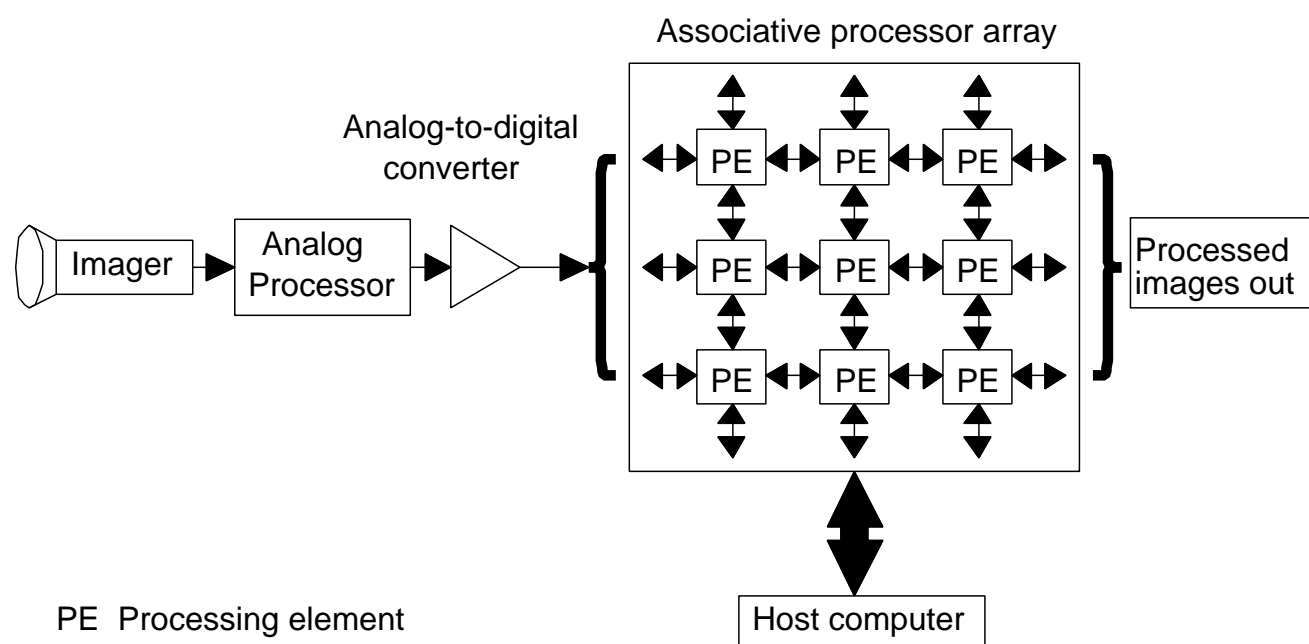 Associative processor array
Analog-to-digital
converter
PE PE PE
Imager
Analog
Processor
PE PE PE
Processed
images out
PE PE PE
Host computer
PE Processing element